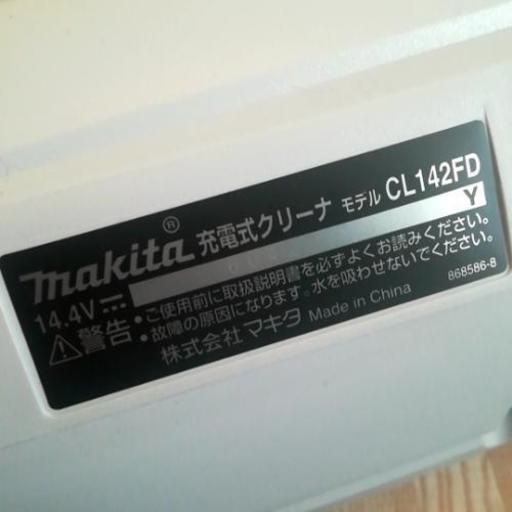 makita® 充電式クリーナ モデル CL142FD
14.4V Y
警告 ・ご使用前に取扱説明書を必ずよくお読みください。
・故障の原因になります。水を吸わせないでください。
株式会社マキタ Made in China 868586-8